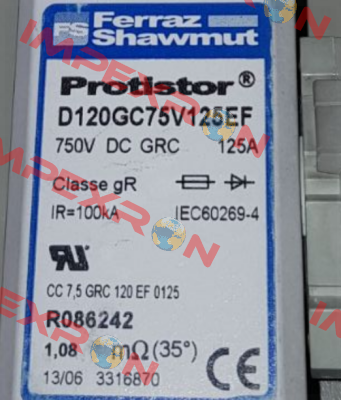 FS Ferraz Shawmut
Protistor®
D120GC75V125EF
750V DC GRC 125A
Classe gR
IR=100kA IEC60269-4
CC 7,5 GRC 120 EF 0125
R086242
1,08 mΩ(35°)
13/06 3316870
CE
IMPEXRON